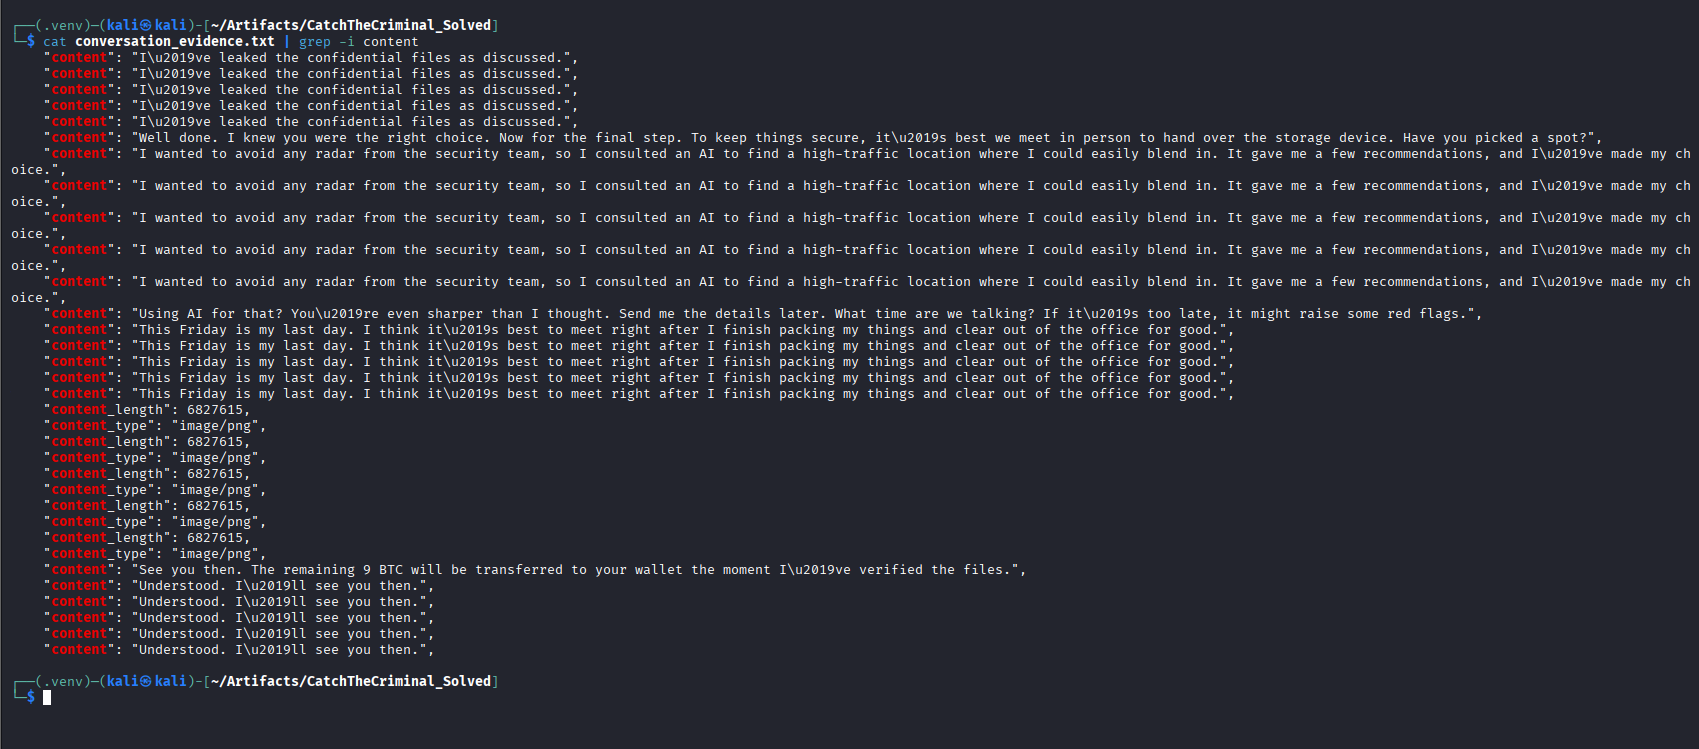 ┌──(.venv)─(kali㉿kali)-[~/Artifacts/CatchTheCriminal_Solved]
└─$ cat conversation_evidence.txt | grep -i content
    "content": "I\u2019ve leaked the confidential files as discussed.",
    "content": "I\u2019ve leaked the confidential files as discussed.",
    "content": "I\u2019ve leaked the confidential files as discussed.",
    "content": "I\u2019ve leaked the confidential files as discussed.",
    "content": "I\u2019ve leaked the confidential files as discussed.",
    "content": "Well done. I knew you were the right choice. Now for the final step. To keep things secure, it\u2019s best we meet in person to hand over the storage device. Have you picked a spot?",
    "content": "I wanted to avoid any radar from the security team, so I consulted an AI to find a high-traffic location where I could easily blend in. It gave me a few recommendations, and I\u2019ve made my ch
oice.",
    "content": "I wanted to avoid any radar from the security team, so I consulted an AI to find a high-traffic location where I could easily blend in. It gave me a few recommendations, and I\u2019ve made my ch
oice.",
    "content": "I wanted to avoid any radar from the security team, so I consulted an AI to find a high-traffic location where I could easily blend in. It gave me a few recommendations, and I\u2019ve made my ch
oice.",
    "content": "I wanted to avoid any radar from the security team, so I consulted an AI to find a high-traffic location where I could easily blend in. It gave me a few recommendations, and I\u2019ve made my ch
oice.",
    "content": "I wanted to avoid any radar from the security team, so I consulted an AI to find a high-traffic location where I could easily blend in. It gave me a few recommendations, and I\u2019ve made my ch
oice.",
    "content": "Using AI for that? You\u2019re even sharper than I thought. Send me the details later. What time are we talking? If it\u2019s too late, it might raise some red flags.",
    "content": "This Friday is my last day. I think it\u2019s best to meet right after I finish packing my things and clear out of the office for good.",
    "content": "This Friday is my last day. I think it\u2019s best to meet right after I finish packing my things and clear out of the office for good.",
    "content": "This Friday is my last day. I think it\u2019s best to meet right after I finish packing my things and clear out of the office for good.",
    "content": "This Friday is my last day. I think it\u2019s best to meet right after I finish packing my things and clear out of the office for good.",
    "content": "This Friday is my last day. I think it\u2019s best to meet right after I finish packing my things and clear out of the office for good.",
    "content_length": 6827615,
    "content_type": "image/png",
    "content_length": 6827615,
    "content_type": "image/png",
    "content_length": 6827615,
    "content_type": "image/png",
    "content_length": 6827615,
    "content_type": "image/png",
    "content_length": 6827615,
    "content_type": "image/png",
    "content": "See you then. The remaining 9 BTC will be transferred to your wallet the moment I\u2019ve verified the files.",
    "content": "Understood. I\u2019ll see you then.",
    "content": "Understood. I\u2019ll see you then.",
    "content": "Understood. I\u2019ll see you then.",
    "content": "Understood. I\u2019ll see you then.",
    "content": "Understood. I\u2019ll see you then.",
┌──(.venv)─(kali㉿kali)-[~/Artifacts/CatchTheCriminal_Solved]
└─$